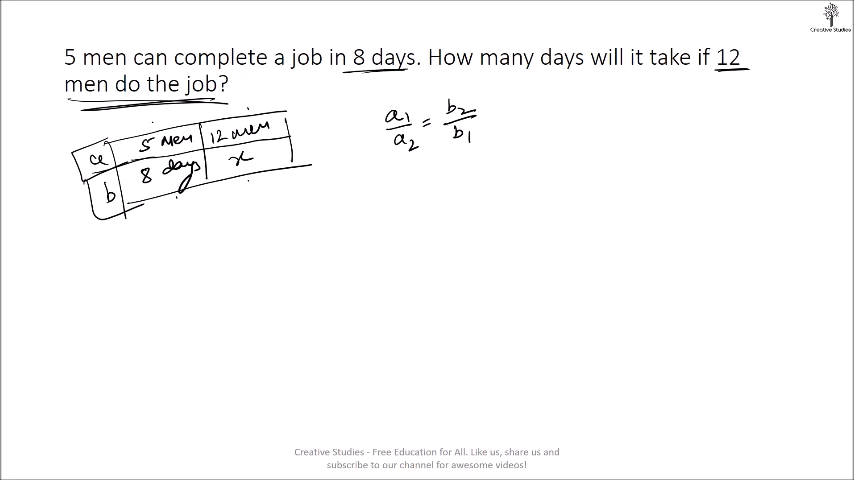 Creative Studies
5 men can complete a job in 8 days. How many days will it take if 12
men do the job?
a 5 men 12 men
b 8 days x
a1/a2 = b2/b1
Creative Studies - Free Education for All. Like us, share us and
subscribe to our channel for awesome videos!